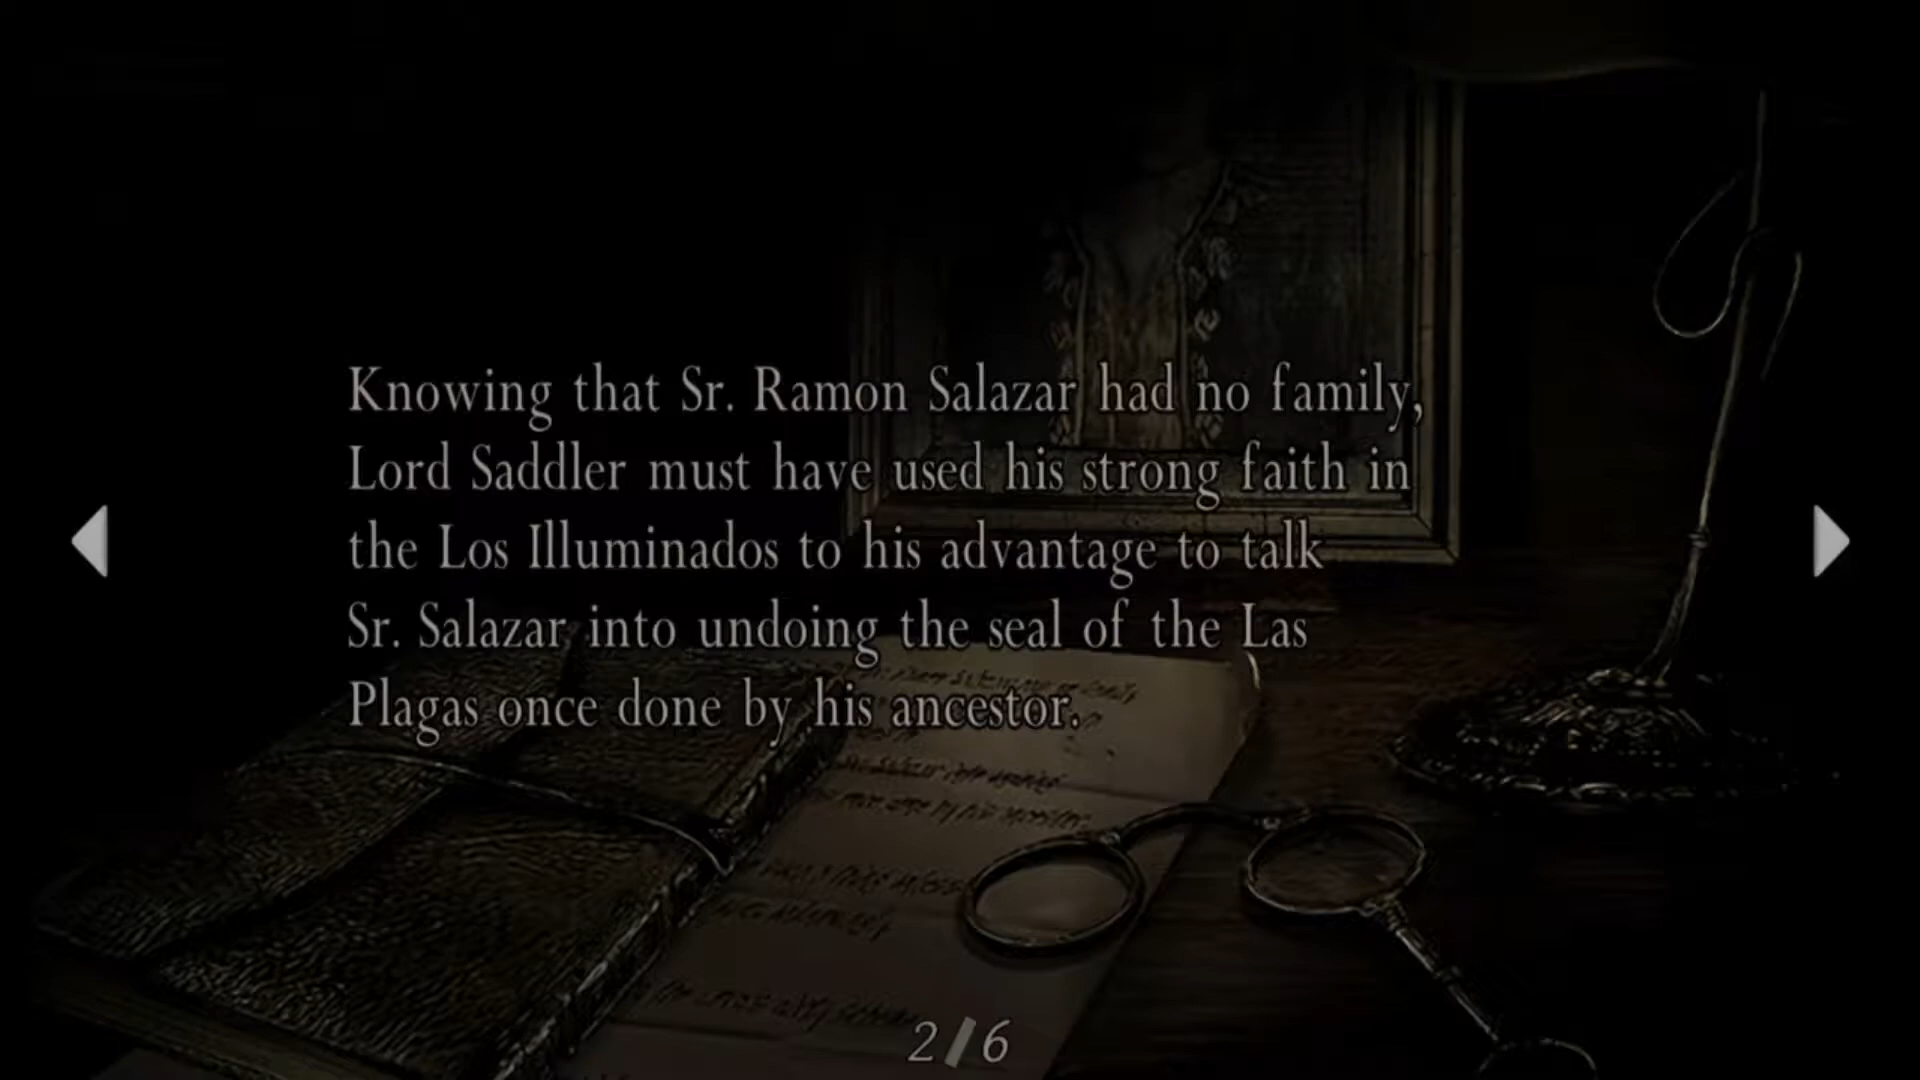 Knowing that Sr. Ramon Salazar had no family,
Lord Saddler must have used his strong faith in
the Los Illuminados to his advantage to talk
Sr. Salazar into undoing the seal of the Las
Plagas once done by his ancestor.
2/6